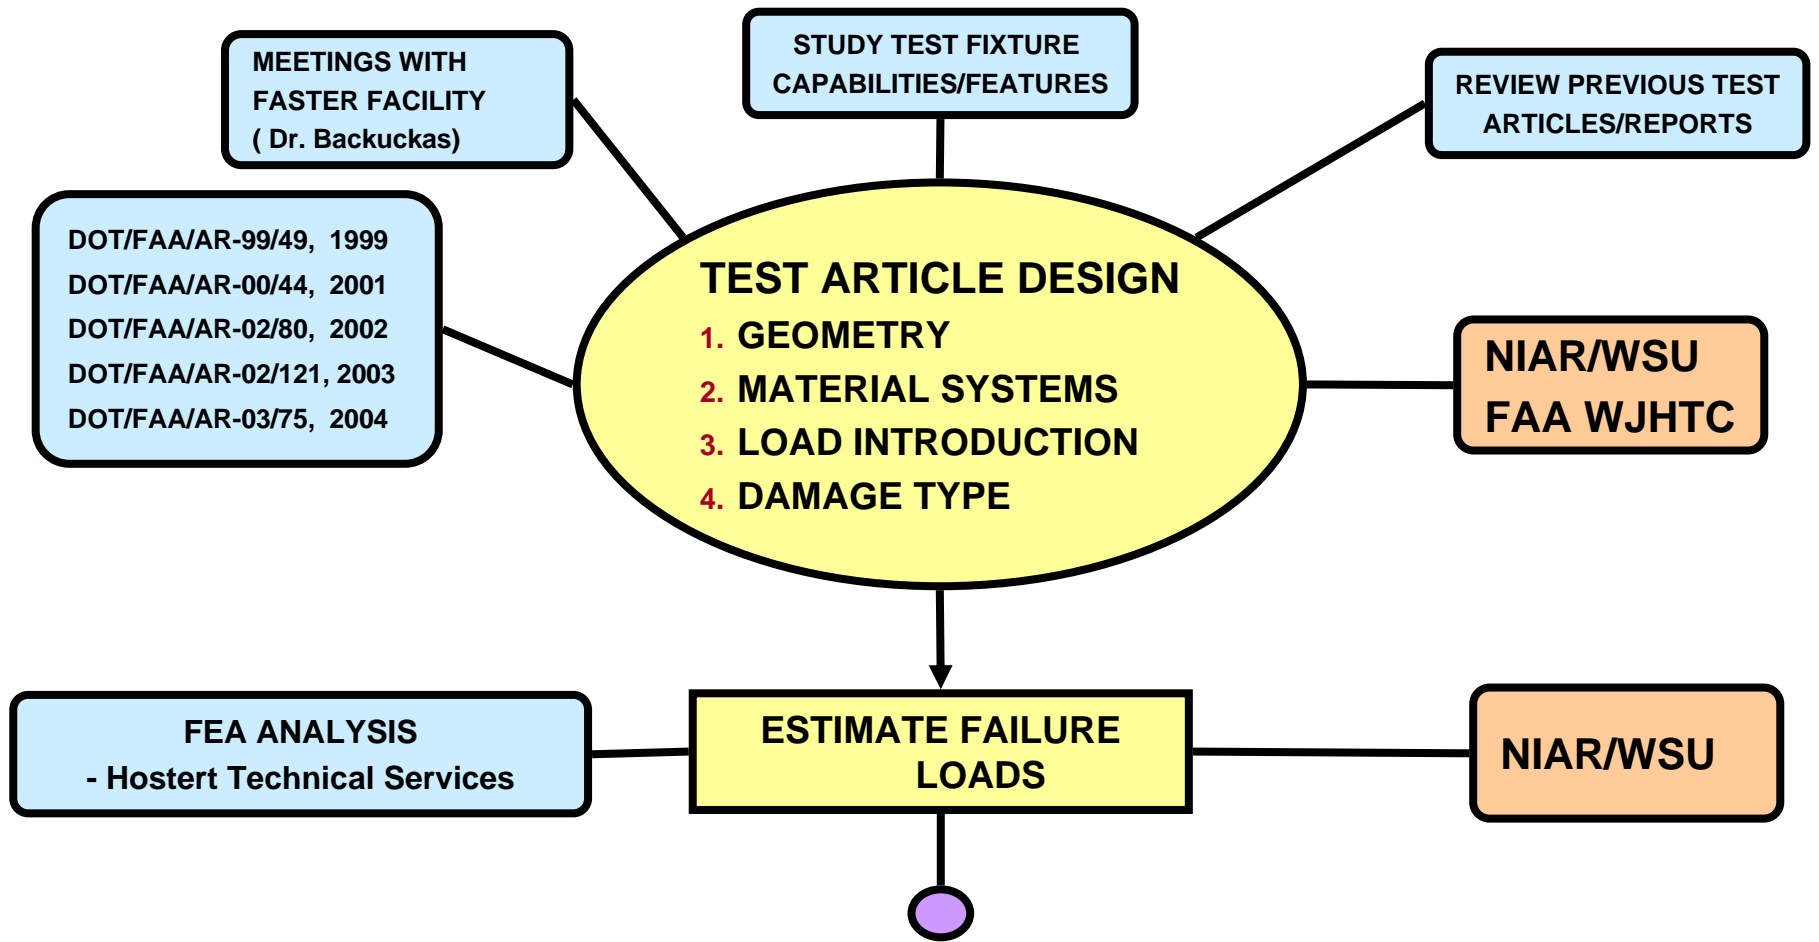 STUDY TEST FIXTURE
CAPABILITIES/FEATURES
MEETINGS WITH
FASTER FACILITY
( Dr. Backuckas)
REVIEW PREVIOUS TEST
ARTICLES/REPORTS
DOT/FAA/AR-99/49, 1999
DOT/FAA/AR-00/44, 2001
DOT/FAA/AR-02/80, 2002
DOT/FAA/AR-02/121, 2003
DOT/FAA/AR-03/75, 2004
TEST ARTICLE DESIGN
1. GEOMETRY
2. MATERIAL SYSTEMS
3. LOAD INTRODUCTION
4. DAMAGE TYPE
NIAR/WSU
FAA WJHTC
FEA ANALYSIS
- Hostert Technical Services
ESTIMATE FAILURE
LOADS
NIAR/WSU